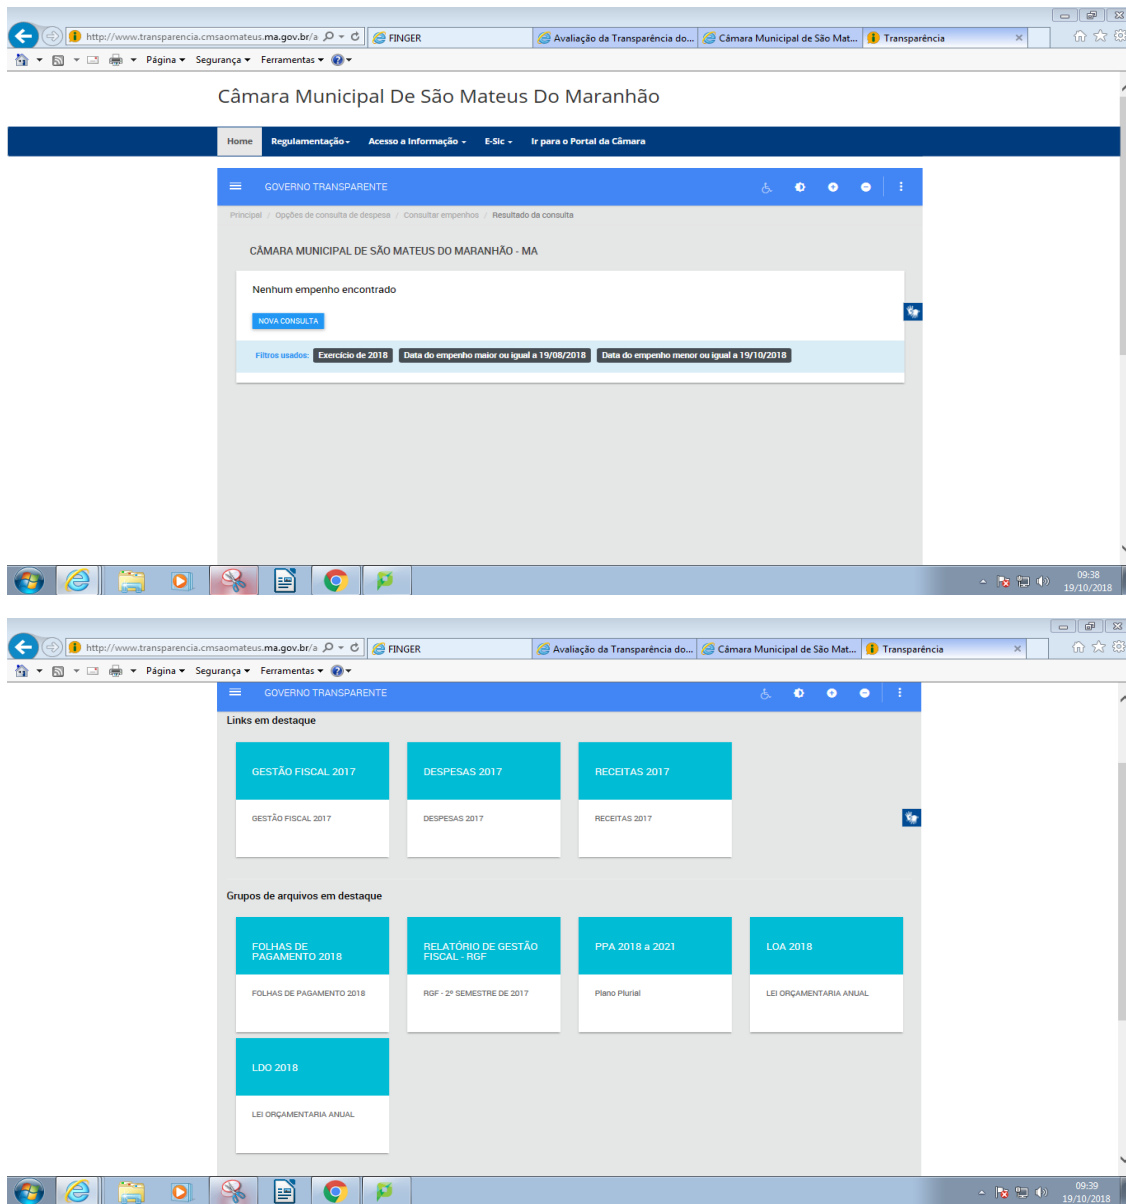 http://www.transparencia.cmsaomateus.ma.gov.br/a
FINGER
Avaliação da Transparência do...
Câmara Municipal de São Mat...
Transparência
Página
Segurança
Ferramentas
Câmara Municipal De São Mateus Do Maranhão
Home
Regulamentação
Acesso a Informação
E-Sic
Ir para o Portal da Câmara
GOVERNO TRANSPARENTE
Principal / Opções de consulta de despesa / Consultar empenhos / Resultado da consulta
CÂMARA MUNICIPAL DE SÃO MATEUS DO MARANHÃO - MA
Nenhum empenho encontrado
NOVA CONSULTA
Filtros usados: Exercício de 2018 Data do empenho maior ou igual a 19/08/2018 Data do empenho menor ou igual a 19/10/2018
09:38
19/10/2018
http://www.transparencia.cmsaomateus.ma.gov.br/a
FINGER
Avaliação da Transparência do...
Câmara Municipal de São Mat...
Transparência
Página
Segurança
Ferramentas
GOVERNO TRANSPARENTE
Links em destaque
GESTÃO FISCAL 2017
DESPESAS 2017
RECEITAS 2017
GESTÃO FISCAL 2017
DESPESAS 2017
RECEITAS 2017
Grupos de arquivos em destaque
FOLHAS DE
PAGAMENTO 2018
RELATÓRIO DE GESTÃO
FISCAL - RGF
PPA 2018 a 2021
LOA 2018
FOLHAS DE PAGAMENTO 2018
RGF - 2º SEMESTRE DE 2017
Plano Plurial
LEI ORÇAMENTARIA ANUAL
LDO 2018
LEI ORÇAMENTARIA ANUAL
09:39
19/10/2018